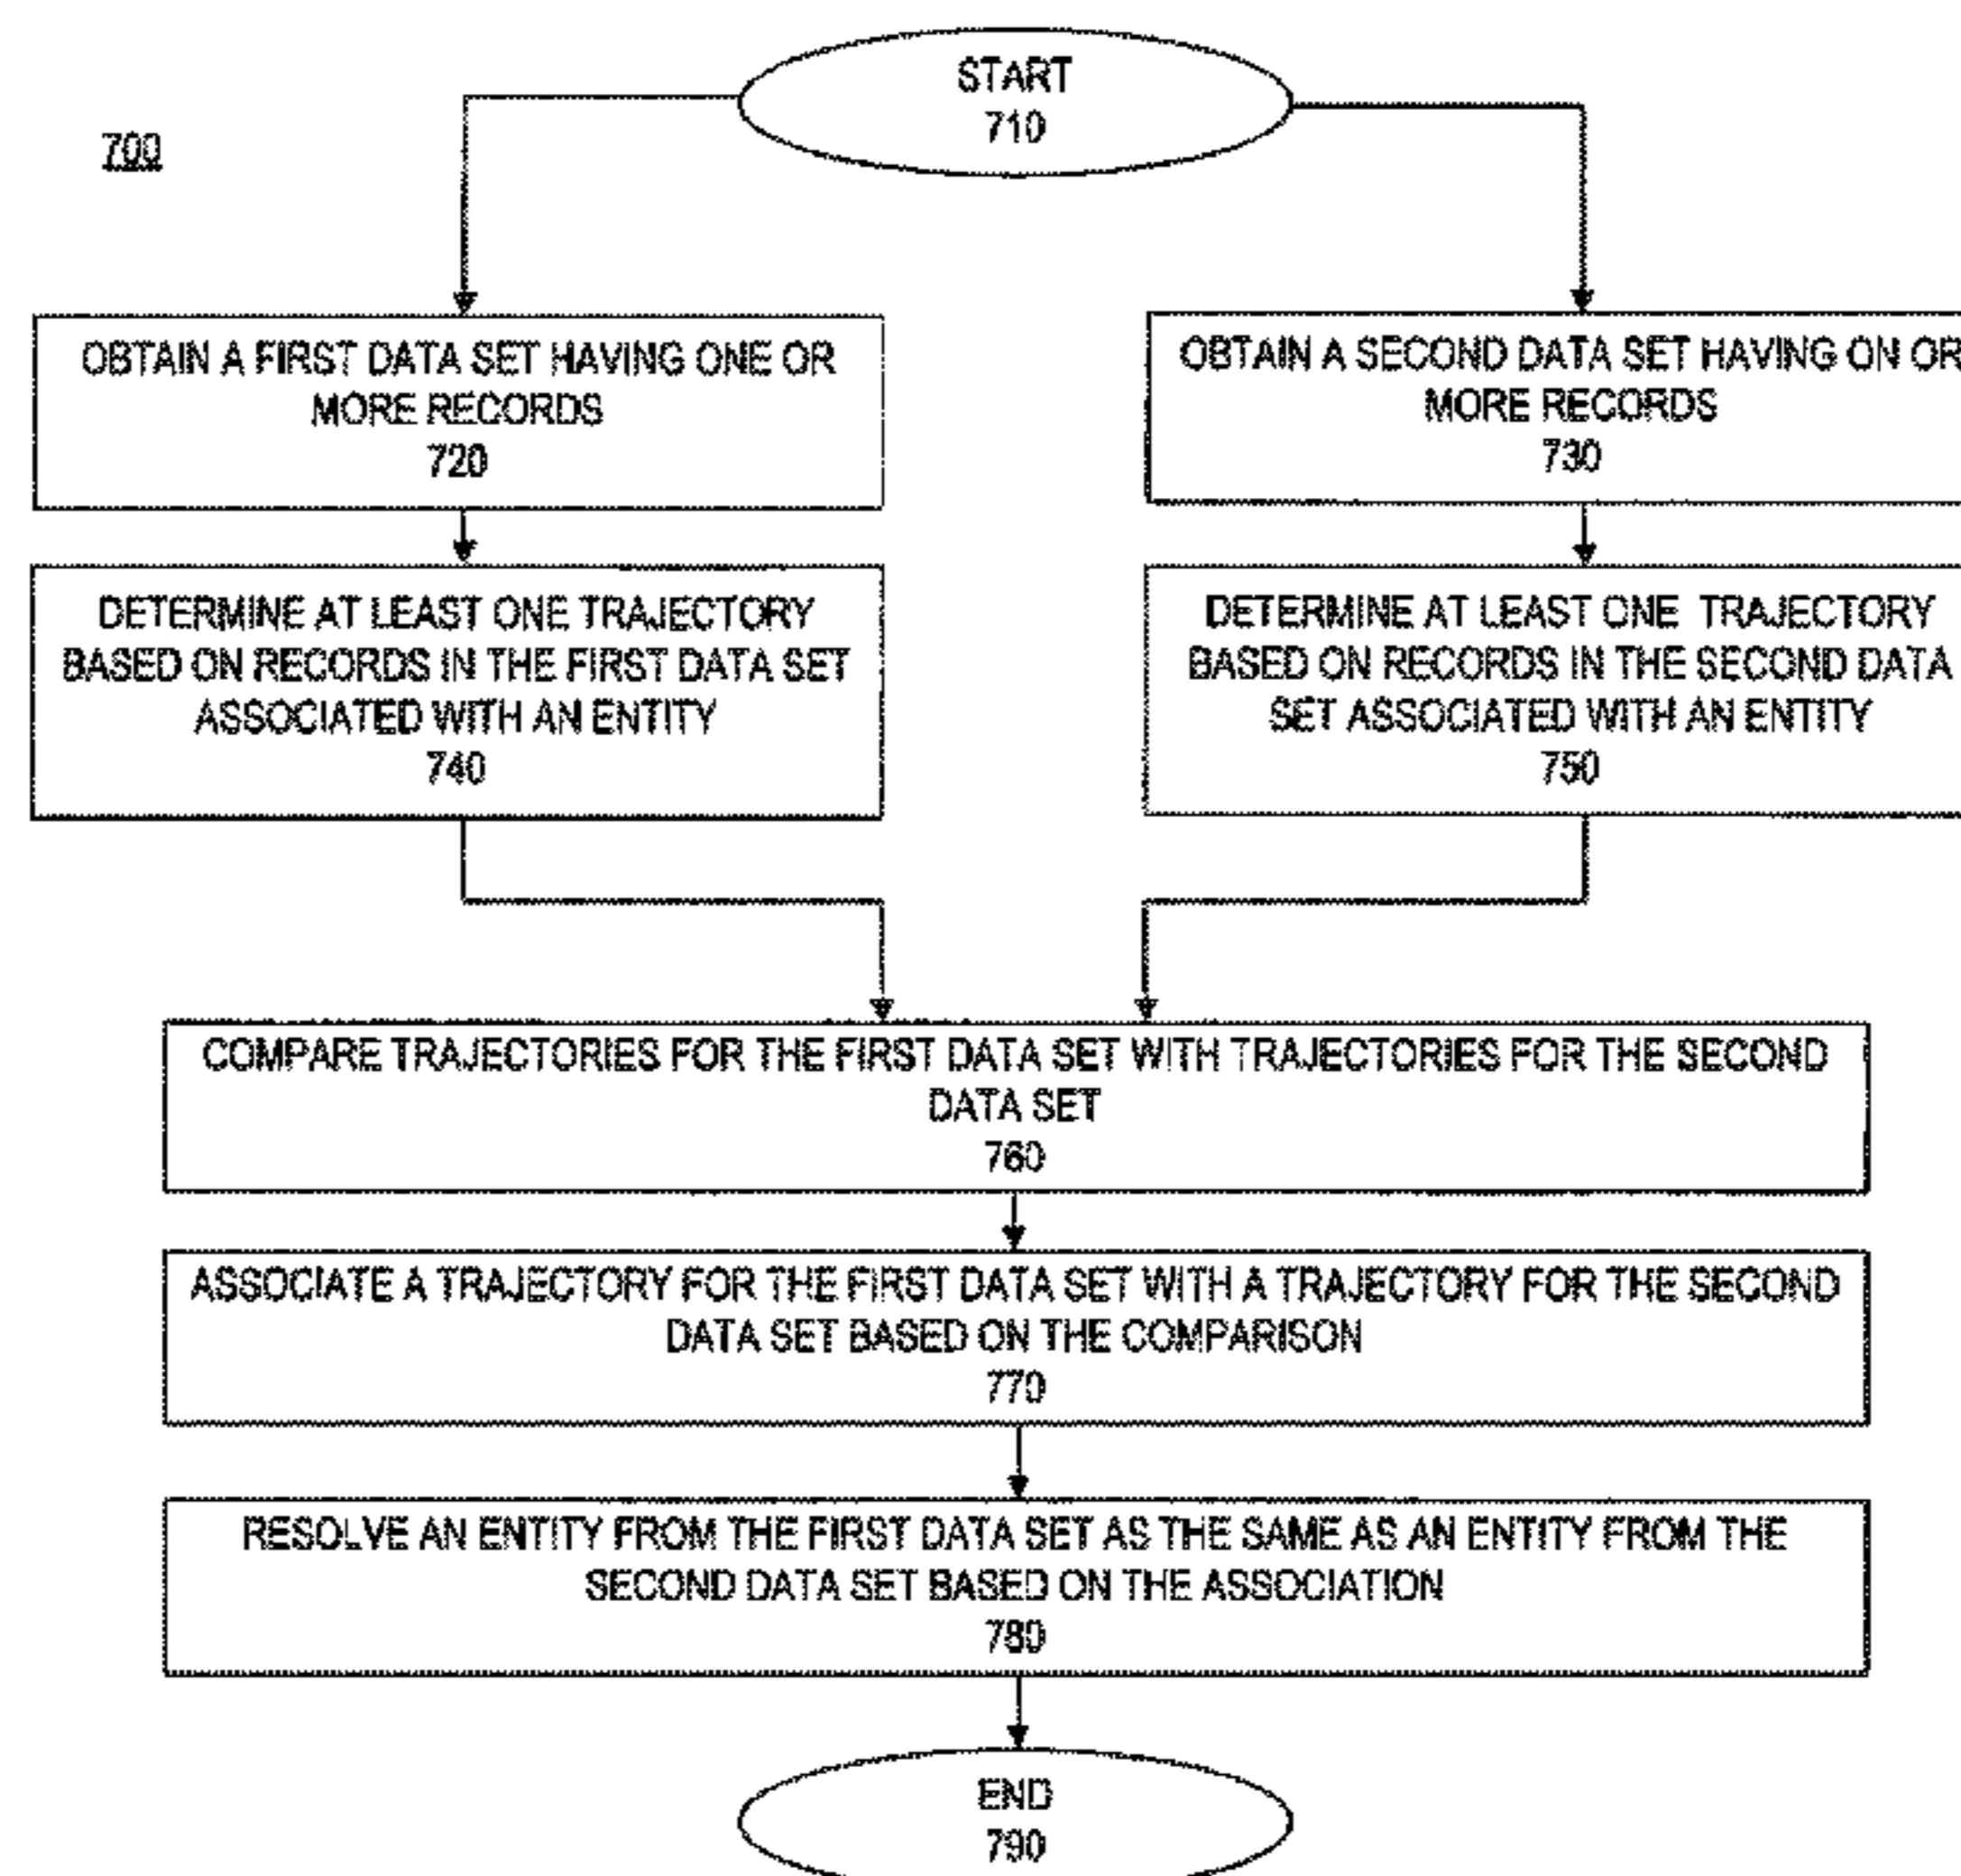 START
710
700
OBTAIN A FIRST DATA SET HAVING ONE OR
MORE RECORDS
720
OBTAIN A SECOND DATA SET HAVING ON OR
MORE RECORDS
730
DETERMINE AT LEAST ONE TRAJECTORY
BASED ON RECORDS IN THE FIRST DATA SET
ASSOCIATED WITH AN ENTITY
740
DETERMINE AT LEAST ONE TRAJECTORY
BASED ON RECORDS IN THE SECOND DATA
SET ASSOCIATED WITH AN ENTITY
750
COMPARE TRAJECTORIES FOR THE FIRST DATA SET WITH TRAJECTORIES FOR THE SECOND
DATA SET
760
ASSOCIATE A TRAJECTORY FOR THE FIRST DATA SET WITH A TRAJECTORY FOR THE SECOND
DATA SET BASED ON THE COMPARISON
770
RESOLVE AN ENTITY FROM THE FIRST DATA SET AS THE SAME AS AN ENTITY FROM THE
SECOND DATA SET BASED ON THE ASSOCIATION
780
END
790